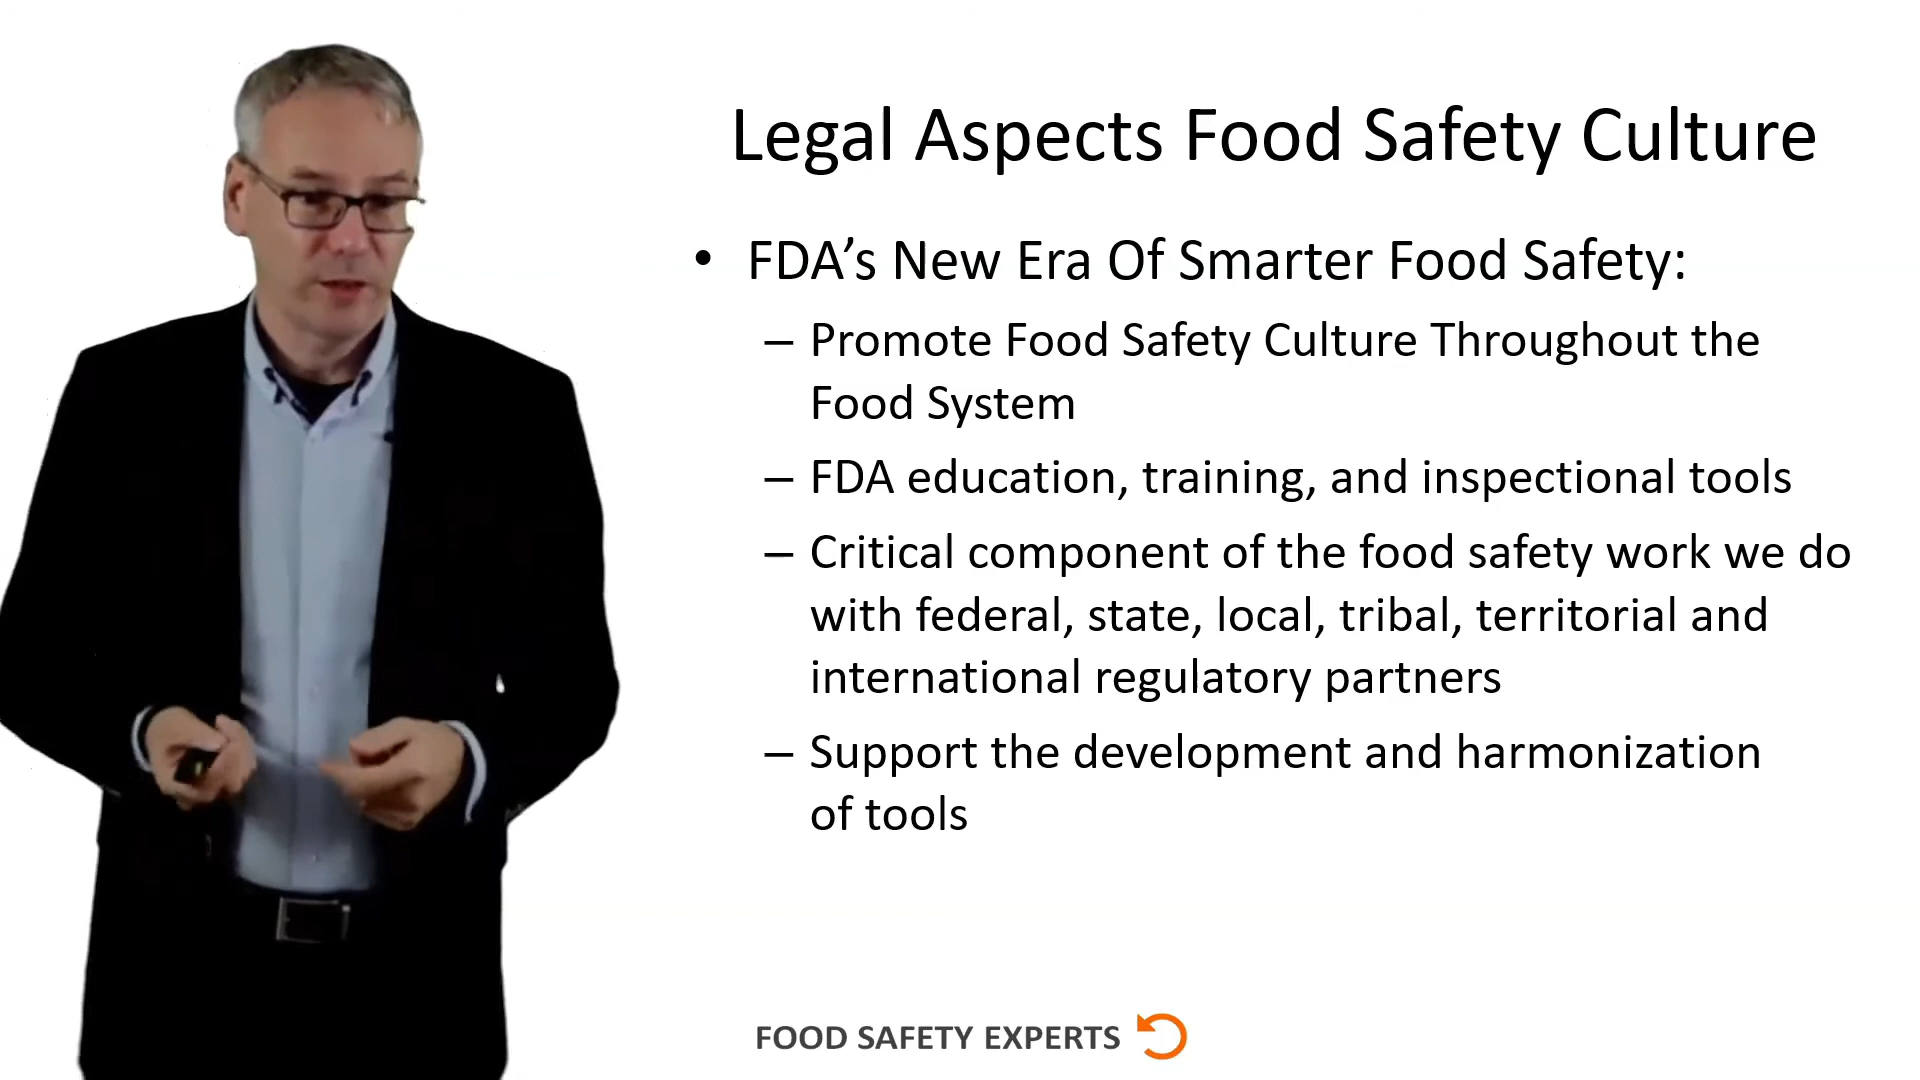 Legal Aspects Food Safety Culture
• FDA’s New Era Of Smarter Food Safety:
– Promote Food Safety Culture Throughout the
Food System
– FDA education, training, and inspectional tools
– Critical component of the food safety work we do
with federal, state, local, tribal, territorial and
international regulatory partners
– Support the development and harmonization
of tools
FOOD SAFETY EXPERTS